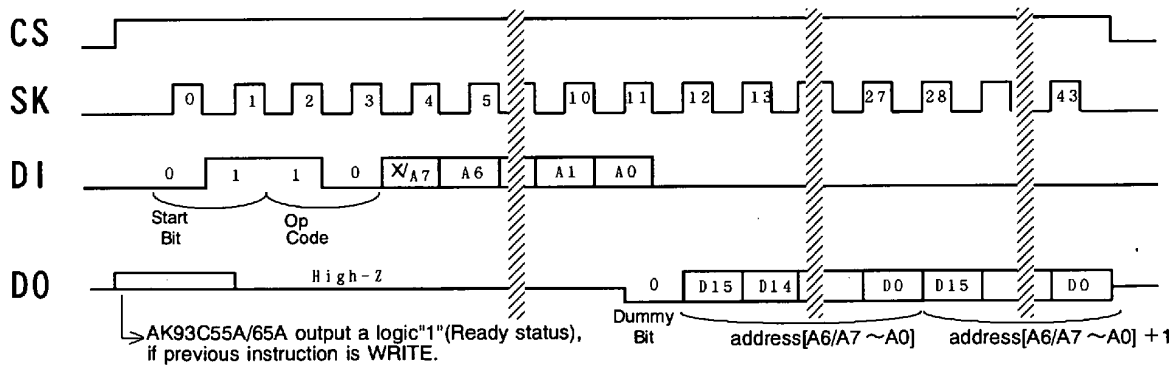 CS
SK
0 1 2 3 4 5 10 11 12 13 27 28 43
DI
0 1 1 0 X/A7 A6 A1 A0
Start
Bit
Op
Code
DO
High-Z
0 D15 D14 D0 D15 D0
Dummy
Bit
address[A6/A7 ~A0]
address[A6/A7 ~A0] +1
AK93C55A/65A output a logic"1"(Ready status),
if previous instruction is WRITE.